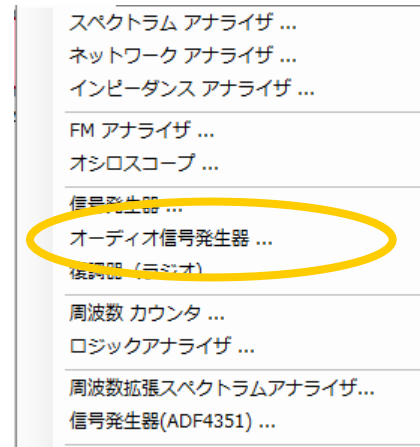 スペクトラム アナライザ ...
ネットワーク アナライザ ...
インピーダンス アナライザ ...
FM アナライザ ...
オシロスコープ ...
信号発生器 ...
オーディオ信号発生器 ...
復調器（ラジオ）
周波数 カウンタ ...
ロジックアナライザ ...
周波数拡張スペクトラムアナライザ...
信号発生器(ADF4351) ...